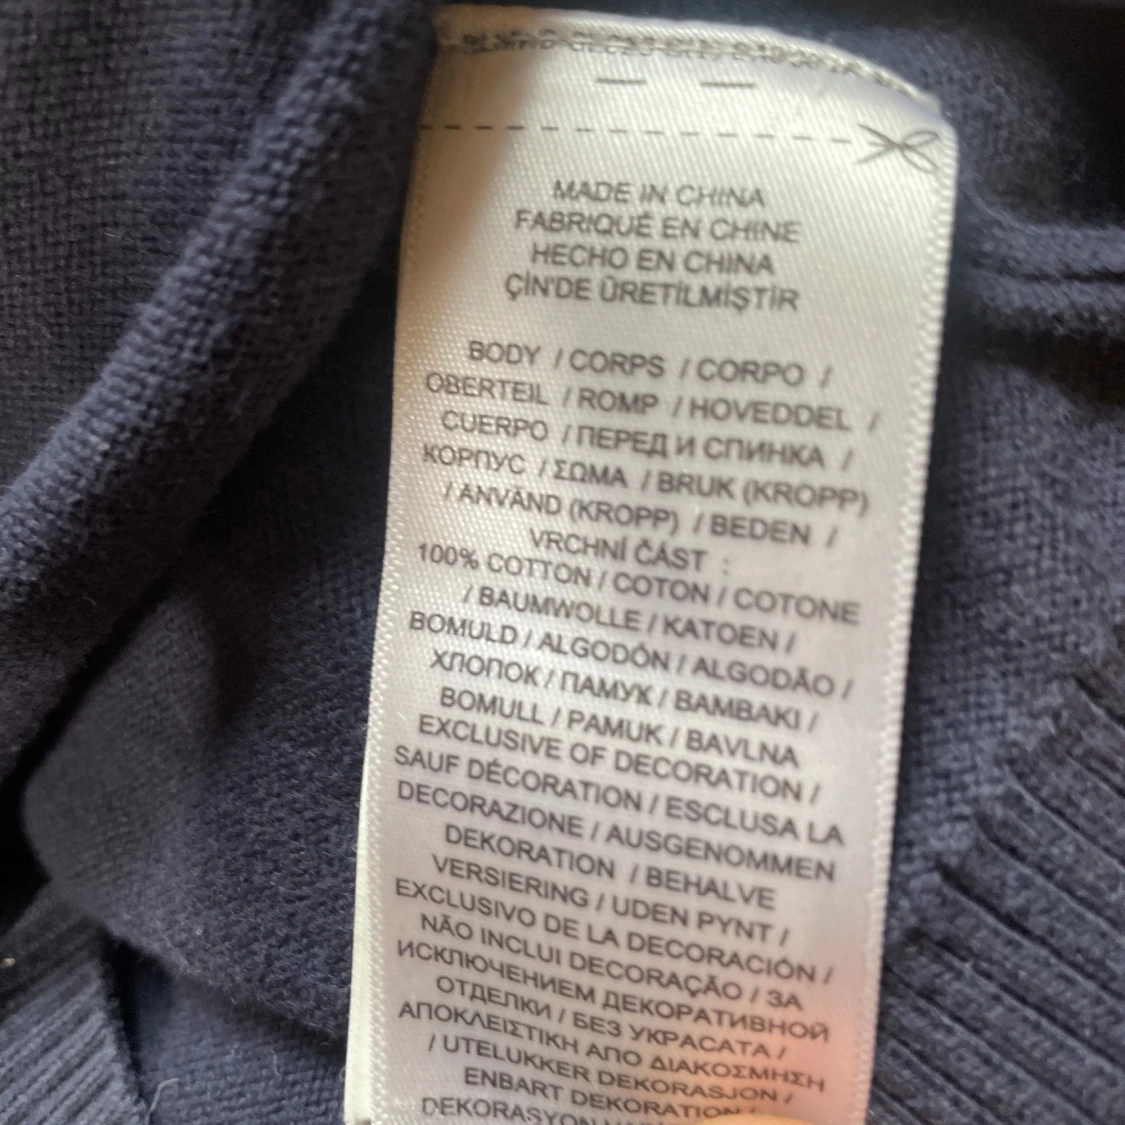 MADE IN CHINA
FABRIQUÉ EN CHINE
HECHO EN CHINA
ÇİN'DE ÜRETİLMİŞTİR
BODY / CORPS / CORPO /
OBERTEIL / ROMP / HOVEDDEL /
CUERPO / ПЕРЕД И СПИНКА /
КОРПУС / ΣΩΜΑ / BRUK (KROPP)
/ ANVÄND (KROPP) / BEDEN /
VRCHNÍ ČÁST :
100% COTTON / COTON / COTONE
/ BAUMWOLLE / KATOEN /
BOMULD / ALGODÓN / ALGODÃO /
ХЛОПОК / ПАМУК / ΒΑΜΒΑΚΙ /
BOMULL / PAMUK / BAVLNA
EXCLUSIVE OF DECORATION /
SAUF DÉCORATION / ESCLUSA LA
DECORAZIONE / AUSGENOMMEN
DEKORATION / BEHALVE
VERSIERING / UDEN PYNT /
EXCLUSIVO DE LA DECORACIÓN /
NÃO INCLUI DECORAÇÃO / ЗА
ИСКЛЮЧЕНИЕМ ДЕКОРАТИВНОЙ
ОТДЕЛКИ / БЕЗ УКРАСАТА /
ΑΠΟΚΛΕΙΣΤΙΚΗ ΑΠΟ ΔΙΑΚΟΣΜΗΣΗ
/ UTELUKKER DEKORASJON /
ENBART DEKORATION /
DEKORASYON